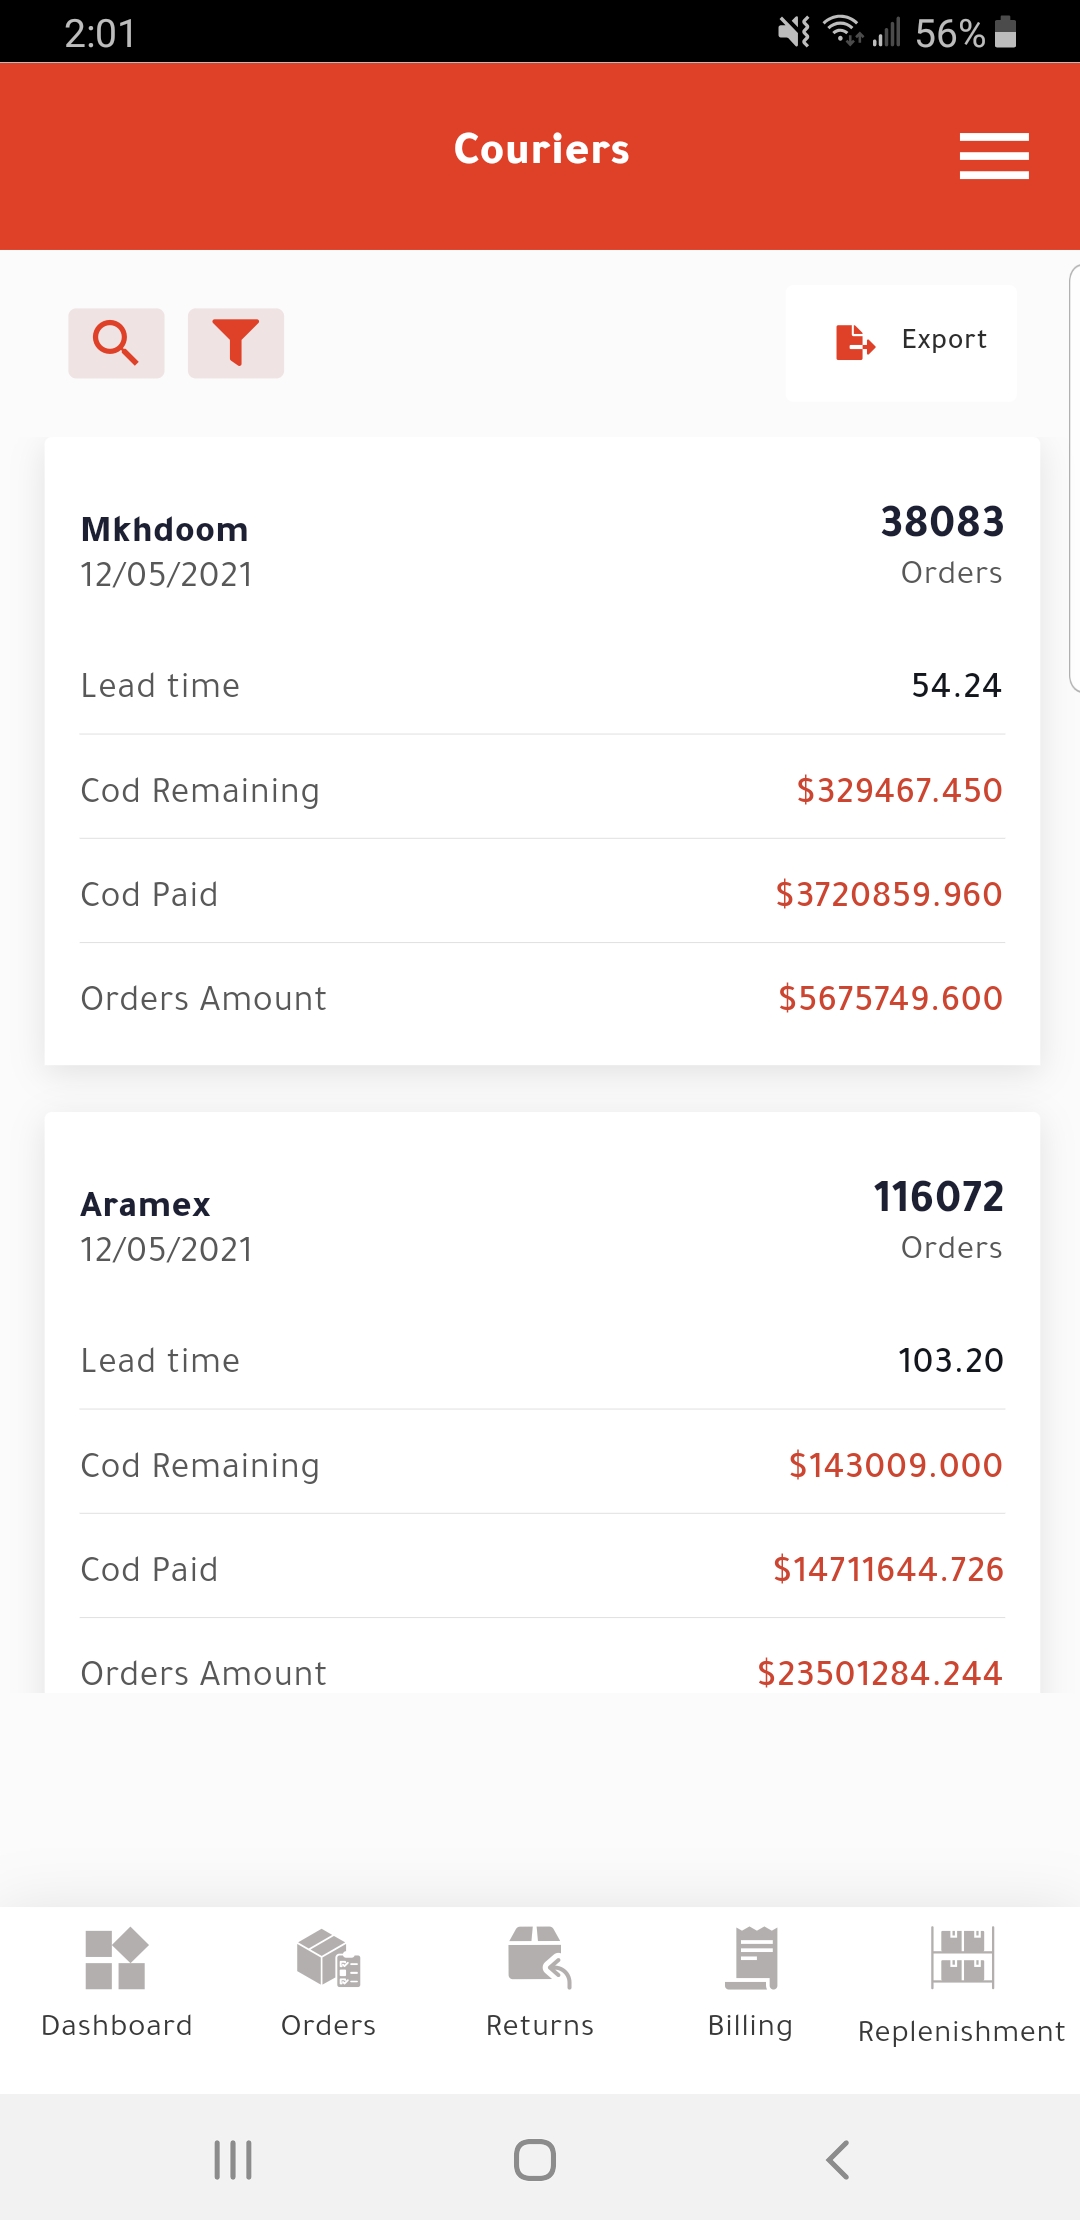 2:01 56%
Couriers
Export
Mkhdoom 38083
12/05/2021 Orders
Lead time 54.24
Cod Remaining $329467.450
Cod Paid $3720859.960
Orders Amount $5675749.600
Aramex 116072
12/05/2021 Orders
Lead time 103.20
Cod Remaining $143009.000
Cod Paid $14711644.726
Orders Amount $23501284.244
Dashboard Orders Returns Billing Replenishment